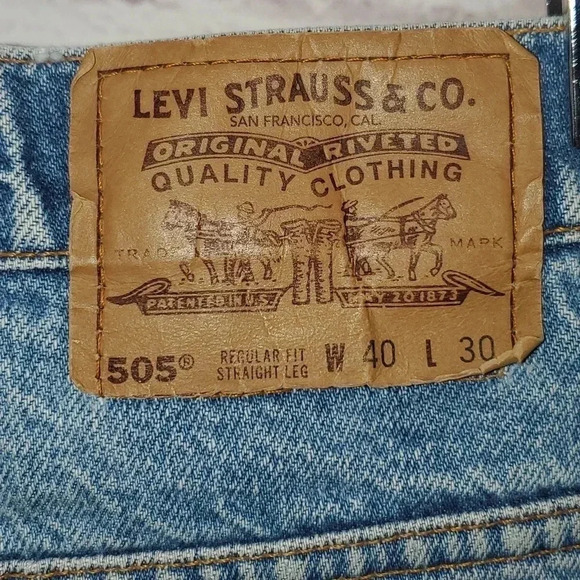 LEVI STRAUSS & CO.
SAN FRANCISCO, CAL.
ORIGINAL RIVETED
QUALITY CLOTHING
TRADE MARK
PATENTED IN U.S. MAY 20 1873
505® REGULAR FIT STRAIGHT LEG W 40 L 30